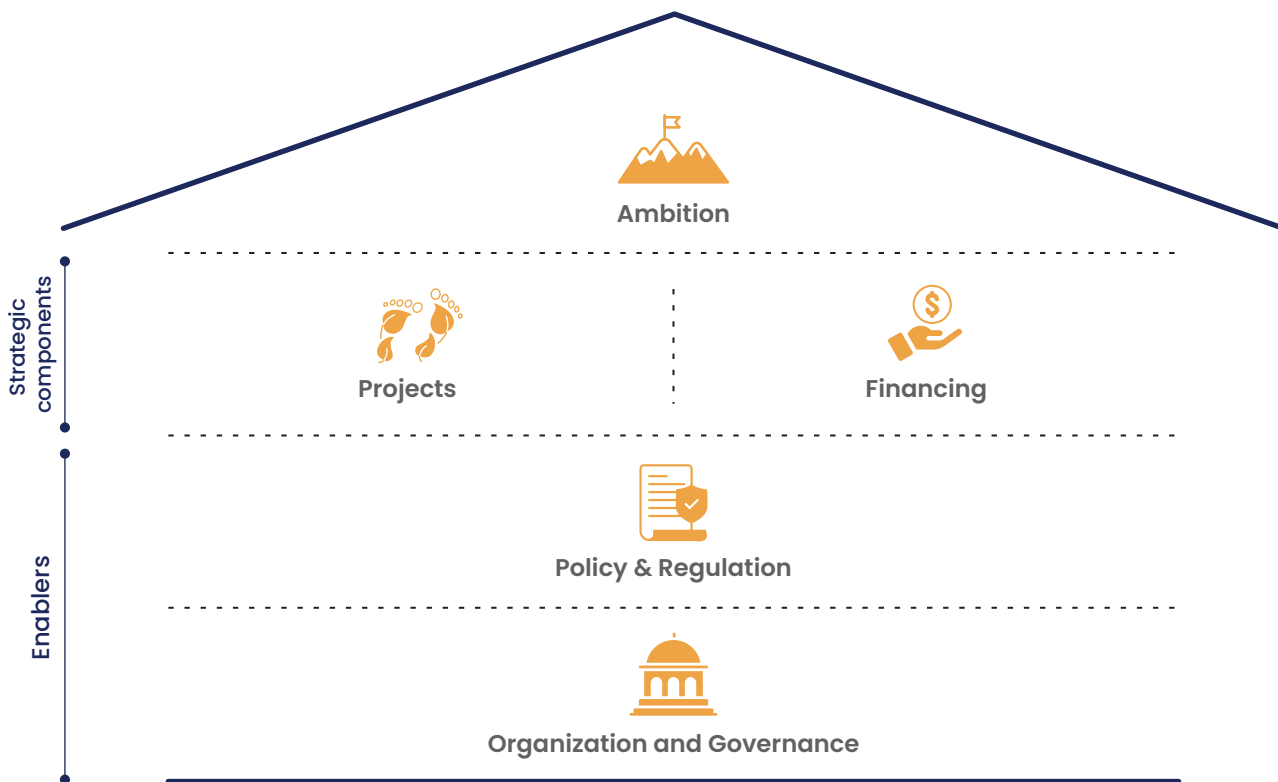 Ambition
Strategic
components
Projects
Financing
Enablers
Policy & Regulation
Organization and Governance